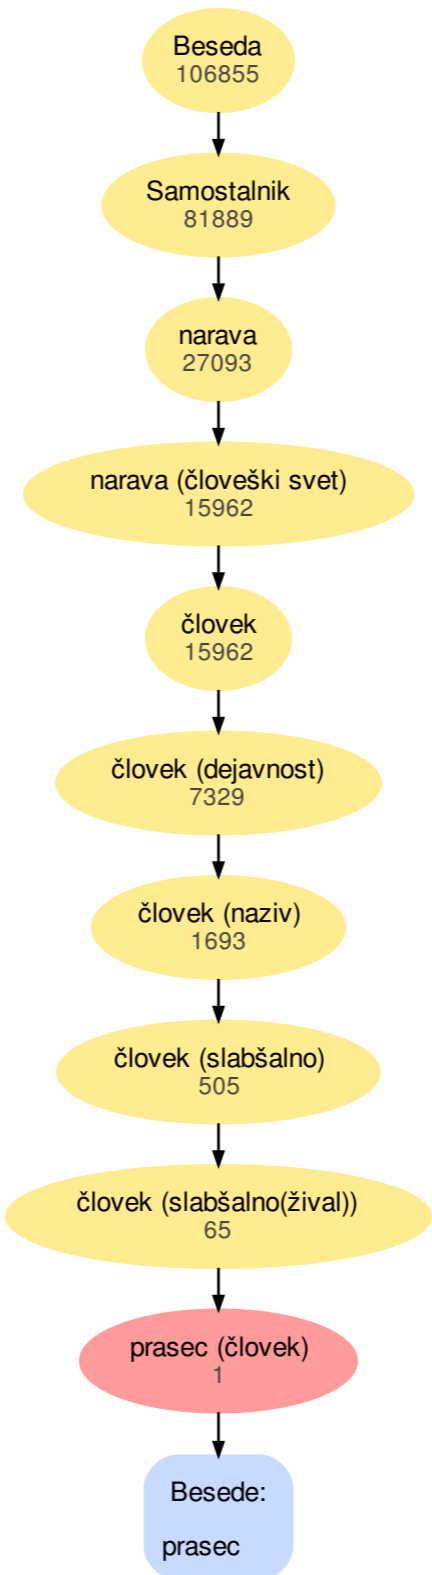 Beseda
106855
Samostalnik
81889
narava
27093
narava (človeški svet)
15962
človek
15962
človek (dejavnost)
7329
človek (naziv)
1693
človek (slabšalno)
505
človek (slabšalno(žival))
65
prasec (človek)
1
Besede:
prasec